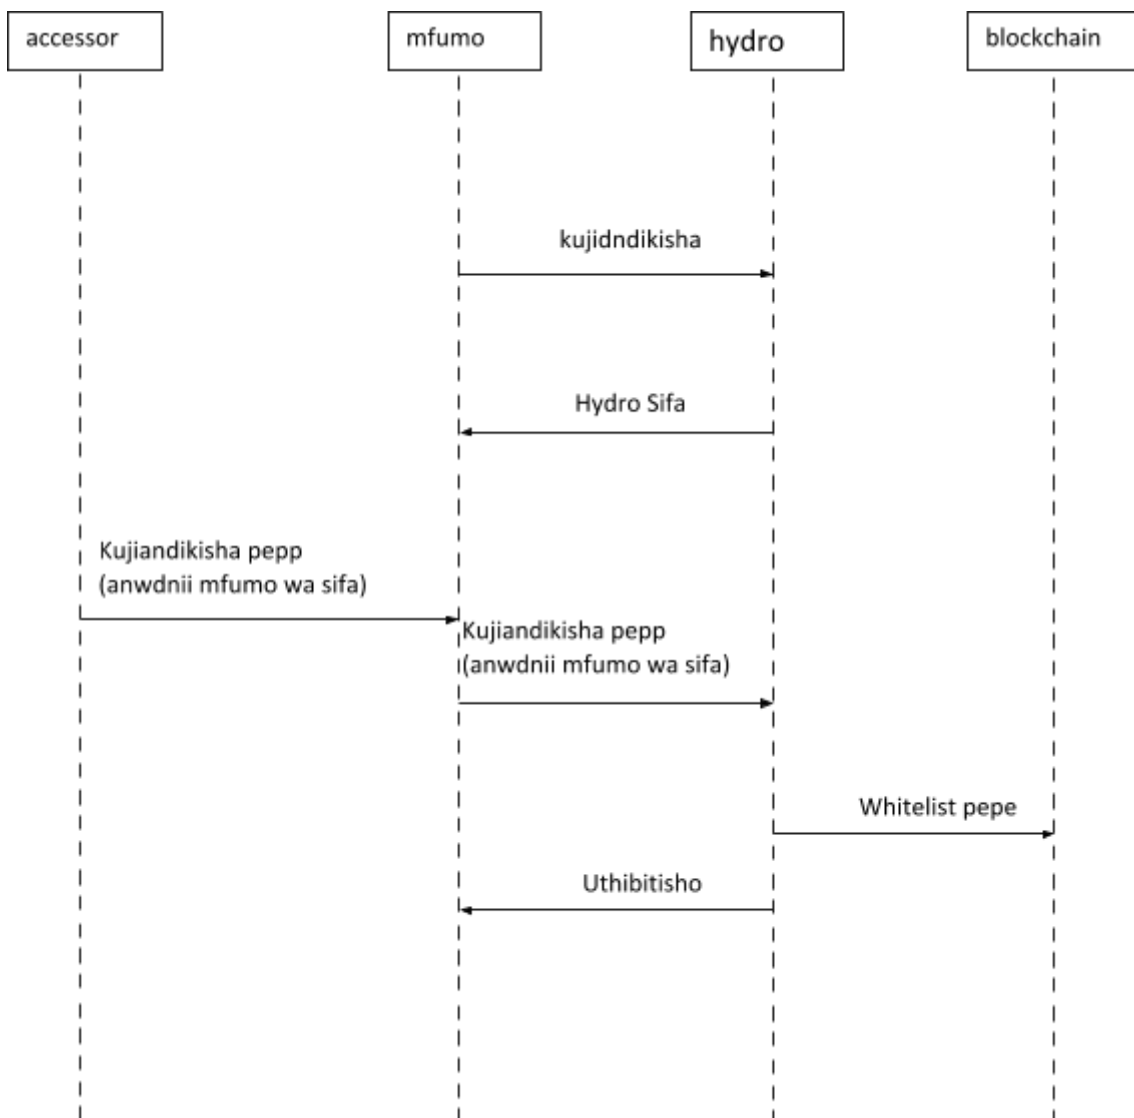 accessor
mfumo
hydro
blockchain
kujidndikisha
Hydro Sifa
Kujiandikisha pepp
(anwdnii mfumo wa sifa)
Kujiandikisha pepp
(anwdnii mfumo wa sifa)
Whitelist pepe
Uthibitisho